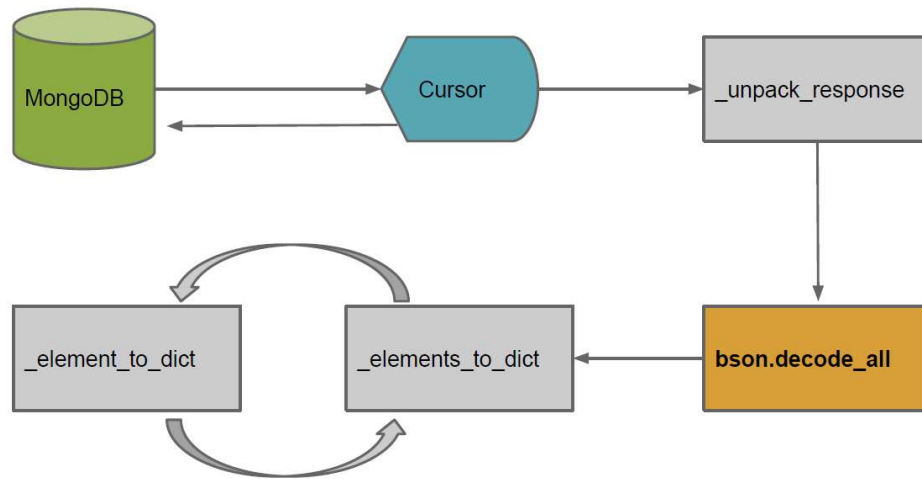 MongoDB
Cursor
_unpack_response
_element_to_dict
_elements_to_dict
bson.decode_all